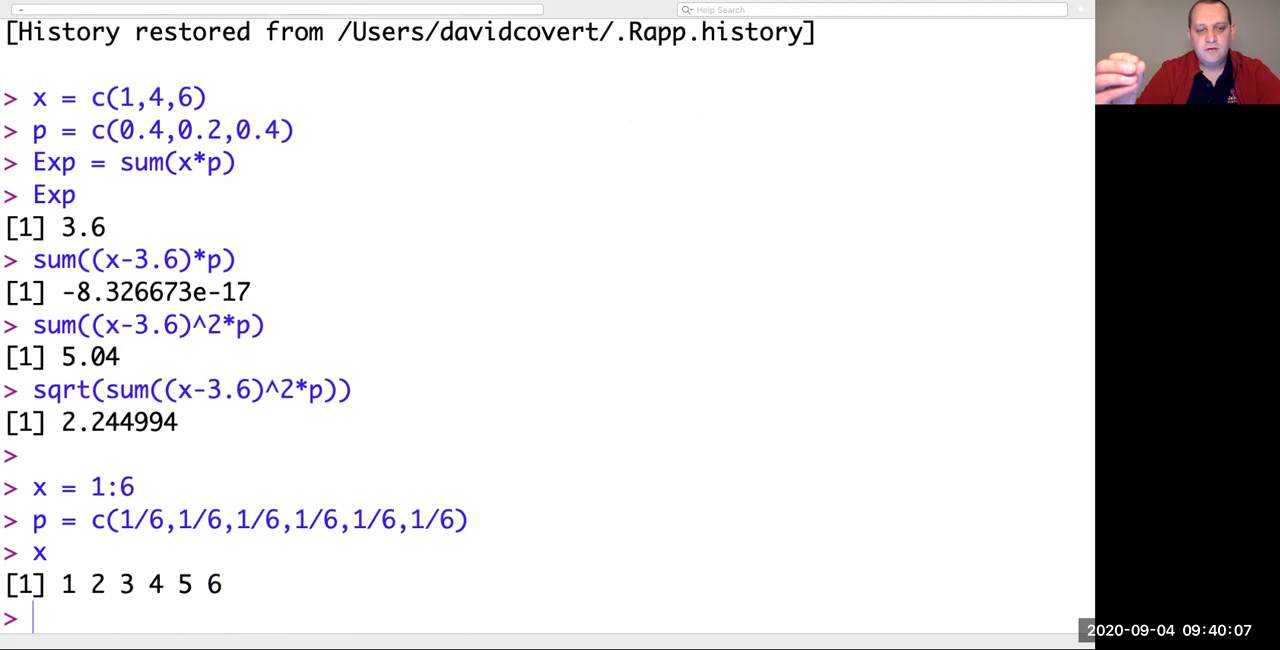 Help Search
[History restored from /Users/davidcovert/.Rapp.history]
> x = c(1,4,6)
> p = c(0.4,0.2,0.4)
> Exp = sum(x*p)
> Exp
[1] 3.6
> sum((x-3.6)*p)
[1] -8.326673e-17
> sum((x-3.6)^2*p)
[1] 5.04
> sqrt(sum((x-3.6)^2*p))
[1] 2.244994
>
> x = 1:6
> p = c(1/6,1/6,1/6,1/6,1/6,1/6)
> x
[1] 1 2 3 4 5 6
>
2020-09-04 09:40:07